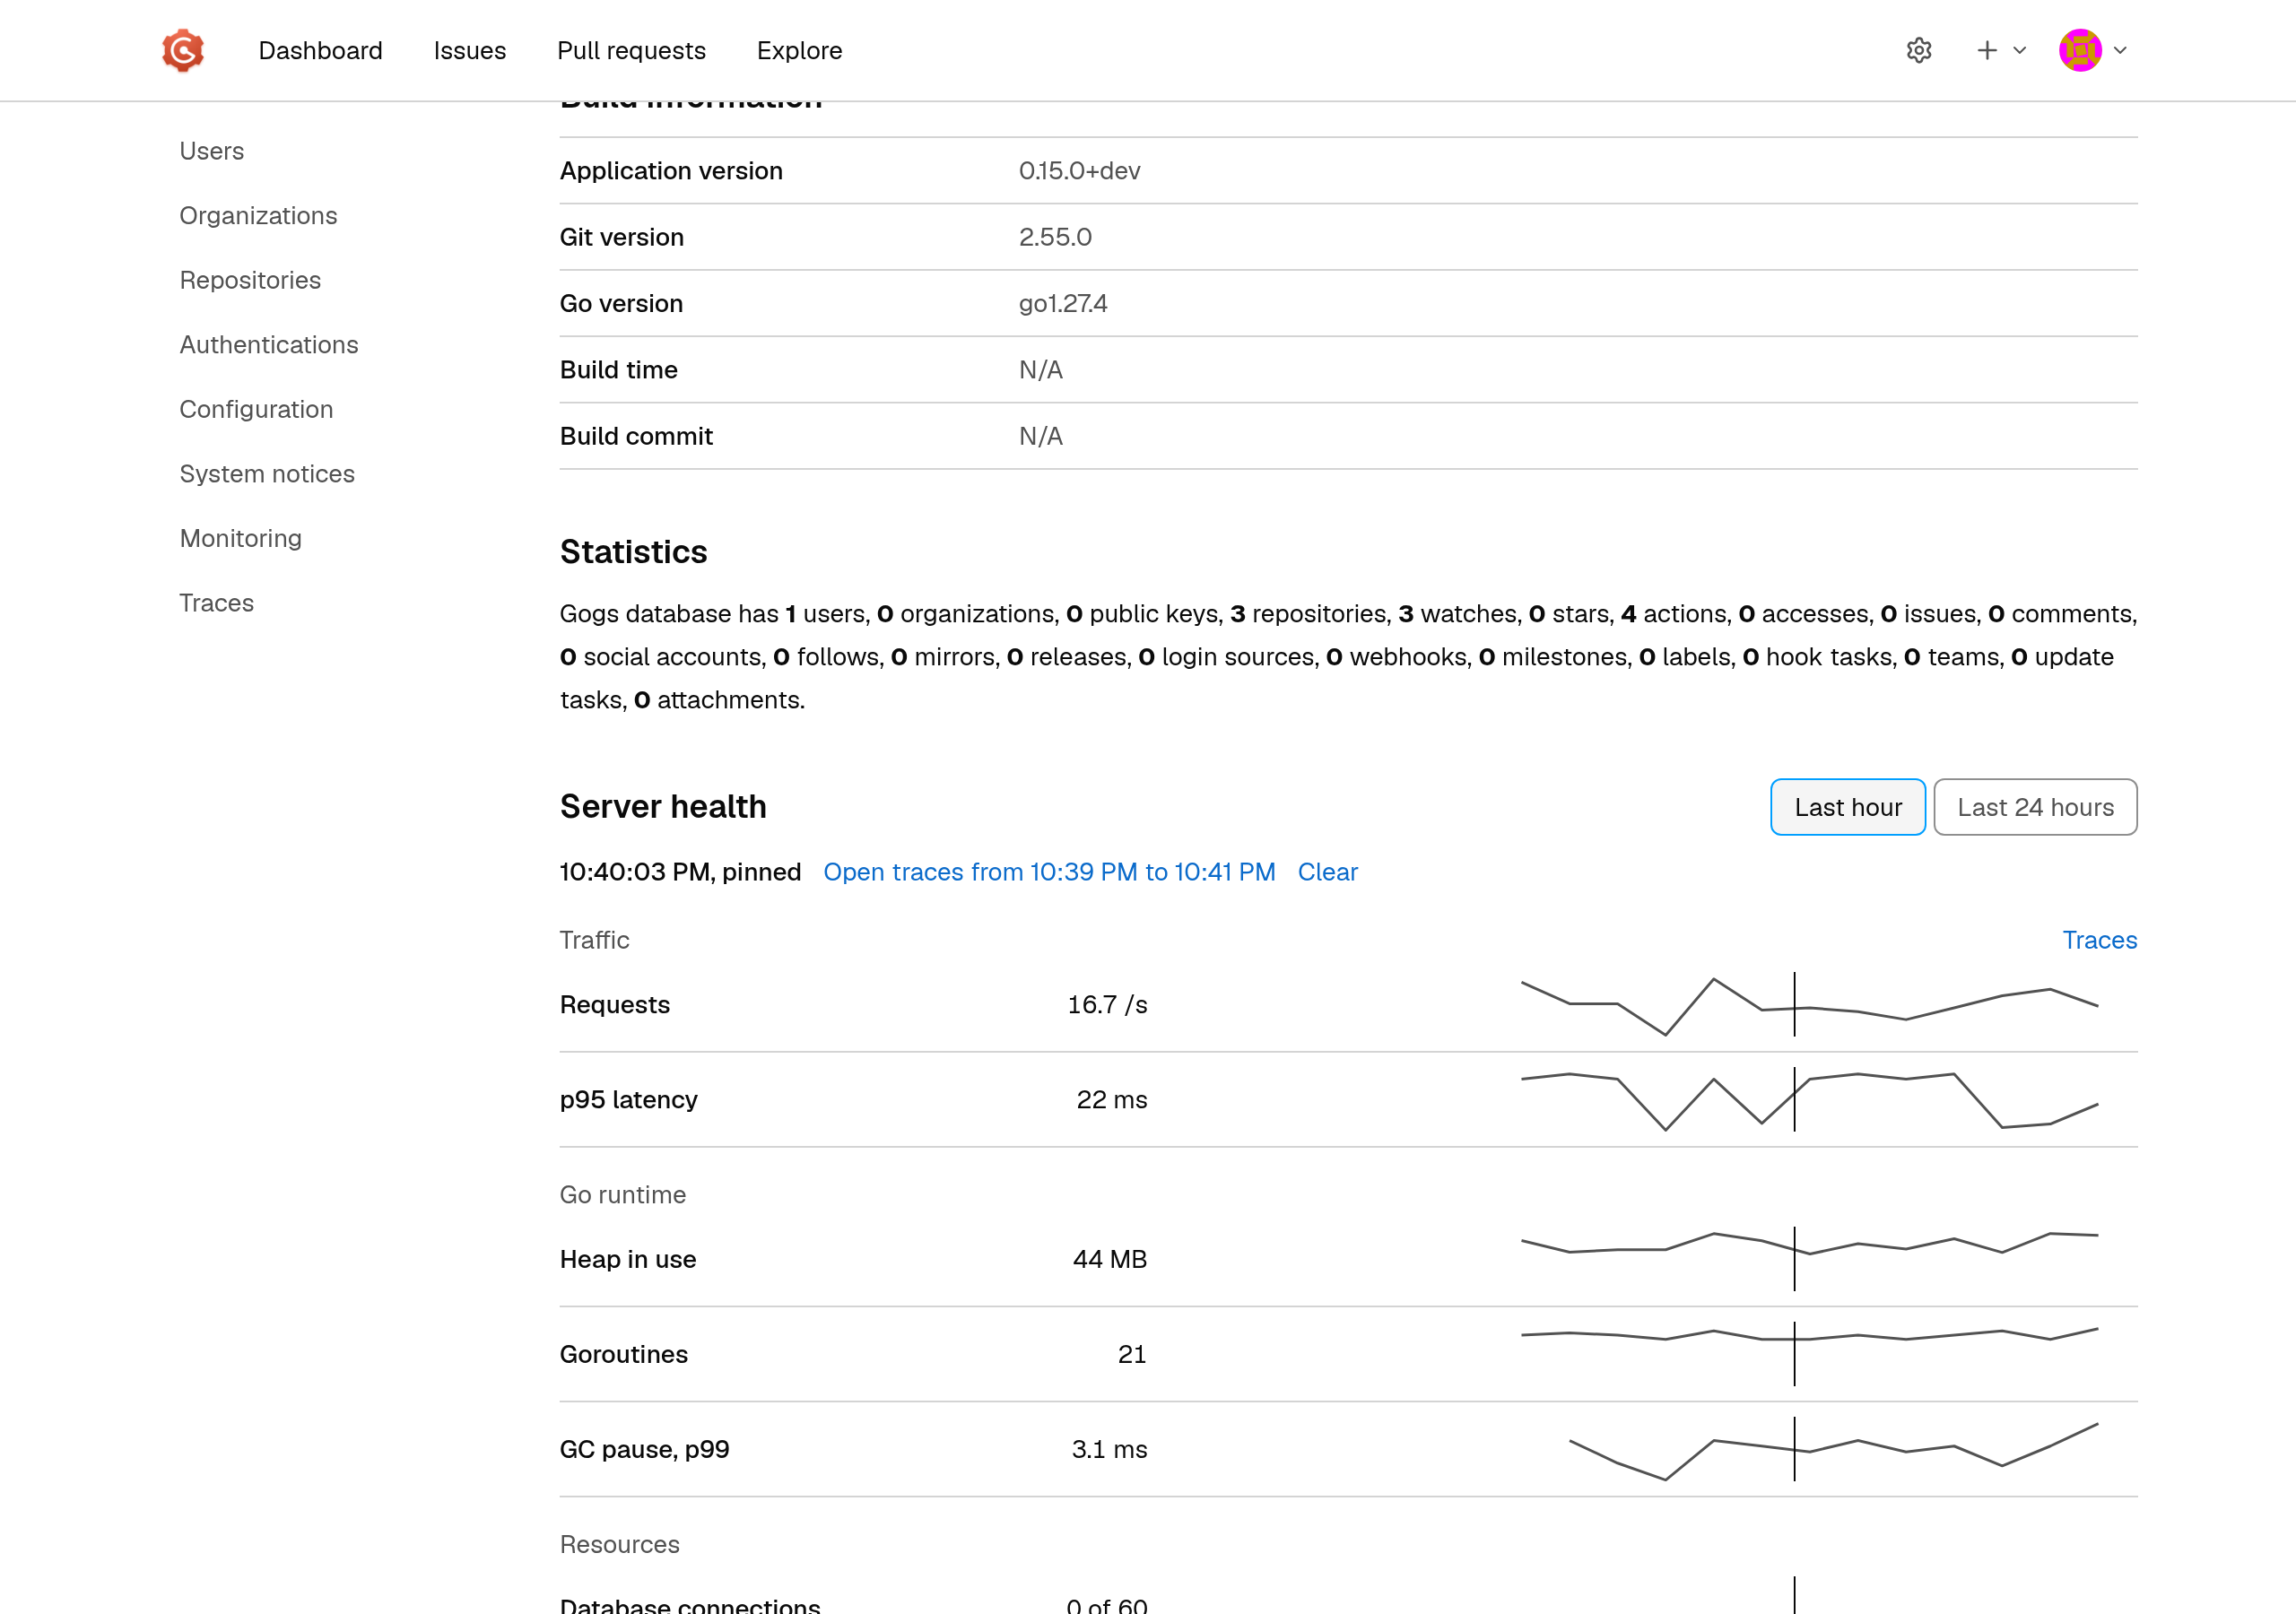 Dashboard Issues Pull requests Explore
Build information
Users
Organizations
Repositories
Authentications
Configuration
System notices
Monitoring
Traces
Application version 0.15.0+dev
Git version 2.55.0
Go version go1.27.4
Build time N/A
Build commit N/A
Statistics
Gogs database has 1 users, 0 organizations, 0 public keys, 3 repositories, 3 watches, 0 stars, 4 actions, 0 accesses, 0 issues, 0 comments,
0 social accounts, 0 follows, 0 mirrors, 0 releases, 0 login sources, 0 webhooks, 0 milestones, 0 labels, 0 hook tasks, 0 teams, 0 update
tasks, 0 attachments.
Server health Last hour Last 24 hours
10:40:03 PM, pinned Open traces from 10:39 PM to 10:41 PM Clear
Traffic Traces
Requests 16.7 /s
p95 latency 22 ms
Go runtime
Heap in use 44 MB
Goroutines 21
GC pause, p99 3.1 ms
Resources
Database connections 0 of 60